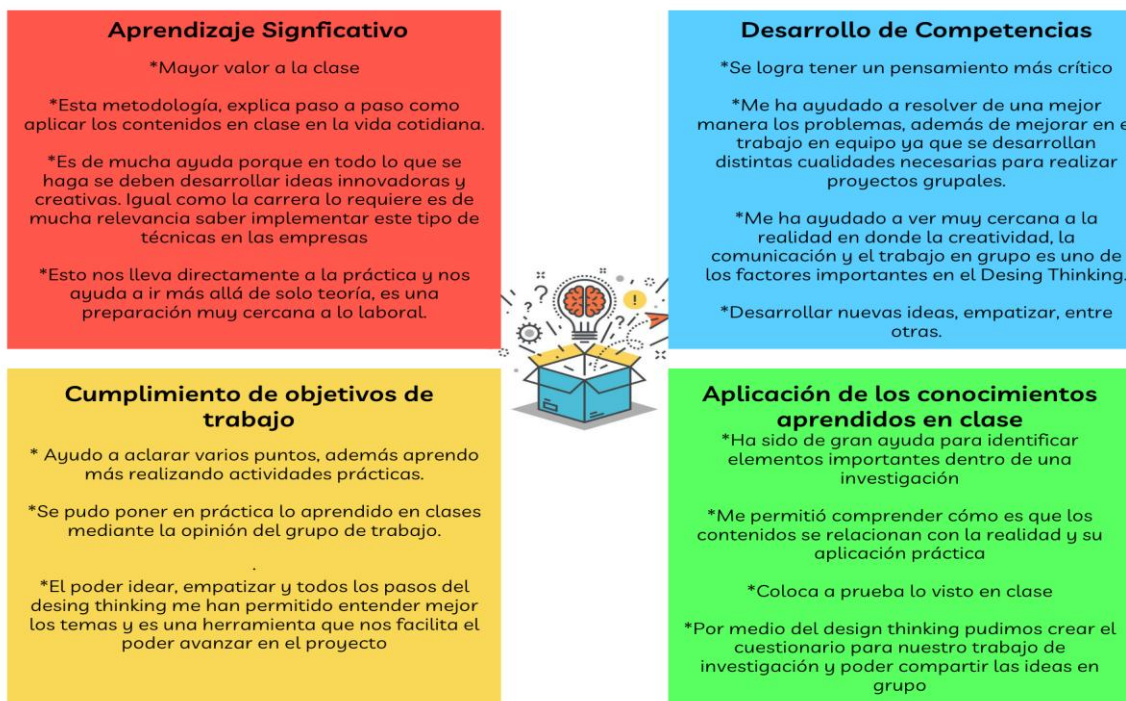 Aprendizaje Signficativo
*Mayor valor a la clase
*Esta metodología, explica paso a paso como
aplicar los contenidos en clase en la vida cotidiana.
*Es de mucha ayuda porque en todo lo que se
haga se deben desarrollar ideas innovadoras y
creativas. Igual como la carrera lo requiere es de
mucha relevancia saber implementar este tipo de
técnicas en las empresas
*Esto nos lleva directamente a la práctica y nos
ayuda a ir más allá de solo teoría, es una
preparación muy cercana a lo laboral.
Desarrollo de Competencias
*Se logra tener un pensamiento más crítico
*Me ha ayudado a resolver de una mejor
manera los problemas, además de mejorar en e
trabajo en equipo ya que se desarrollan
distintas cualidades necesarias para realizar
proyectos grupales.
*Me ha ayudado a ver muy cercana a la
realidad en donde la creatividad, la
comunicación y el trabajo en grupo es uno de
los factores importantes en el Desing Thinking.
*Desarrollar nuevas ideas, empatizar, entre
otras.
Cumplimiento de objetivos de
trabajo
* Ayudo a aclarar varios puntos, además aprendo
más realizando actividades prácticas.
*Se pudo poner en práctica lo aprendido en clases
mediante la opinión del grupo de trabajo.
.
*El poder idear, empatizar y todos los pasos del
desing thinking me han permitido entender mejor
los temas y es una herramienta que nos facilita el
poder avanzar en el proyecto
Aplicación de los conocimientos
aprendidos en clase
*Ha sido de gran ayuda para identificar
elementos importantes dentro de una
investigación
*Me permitió comprender cómo es que los
contenidos se relacionan con la realidad y su
aplicación práctica
*Coloca a prueba lo visto en clase
*Por medio del design thinking pudimos crear el
cuestionario para nuestro trabajo de
investigación y poder compartir las ideas en
grupo